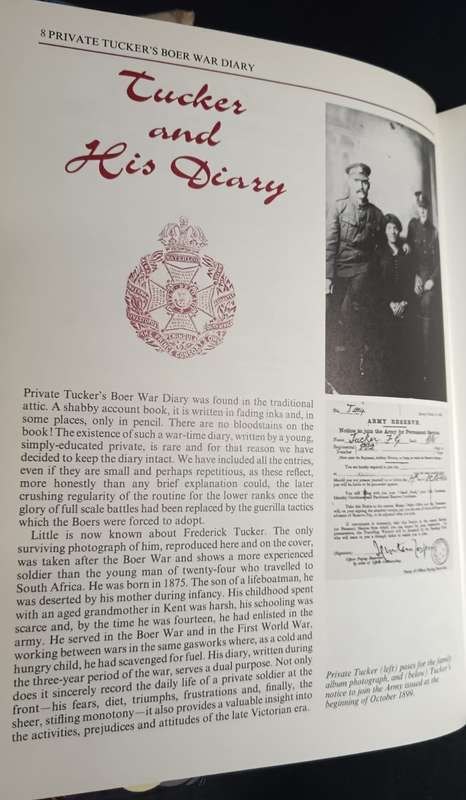 8 PRIVATE TUCKER'S BOER WAR DIARY
Tucker
and
His Diary
WATERLOO
PENINSULA
Private Tucker's Boer War Diary was found in the traditional
attic. A shabby account book, it is written in fading inks and, in
some places, only in pencil. There are no bloodstains on the
book! The existence of such a war-time diary, written by a young,
simply-educated private, is rare and for that reason we have
decided to keep the diary intact. We have included all the entries,
even if they are small and perhaps repetitious, as these reflect,
more honestly than any brief explanation could, the later
crushing regularity of the routine for the lower ranks once the
glory of full scale battles had been replaced by the guerilla tactics
which the Boers were forced to adopt.
Little is now known about Frederick Tucker. The only
surviving photograph of him, reproduced here and on the cover,
was taken after the Boer War and shows a more experienced
soldier than the young man of twenty-four who travelled to
South Africa. He was born in 1875. The son of a lifeboatman, he
was deserted by his mother during infancy. His childhood spent
with an aged grandmother in Kent was harsh, his schooling was
scarce and, by the time he was fourteen, he had enlisted in the
army. He served in the Boer War and in the First World War,
working between wars in the same gasworks where, as a cold and
hungry child, he had scavenged for fuel. His diary, written during
the three-year period of the war, serves a dual purpose. Not only
does it sincerely record the daily life of a private soldier at the
front—his fears, diet, triumphs, frustrations and, finally, the
sheer, stifling monotony—it also provides a valuable insight into
the activities, prejudices and attitudes of the late Victorian era.
ARMY RESERVE.
Notice to join the Army for Permanent Service.
Name Tucker F G
Private Tucker (left) poses for the family
album photograph, and (below) Tucker's
notice to join the Army issued at the
beginning of October 1899.